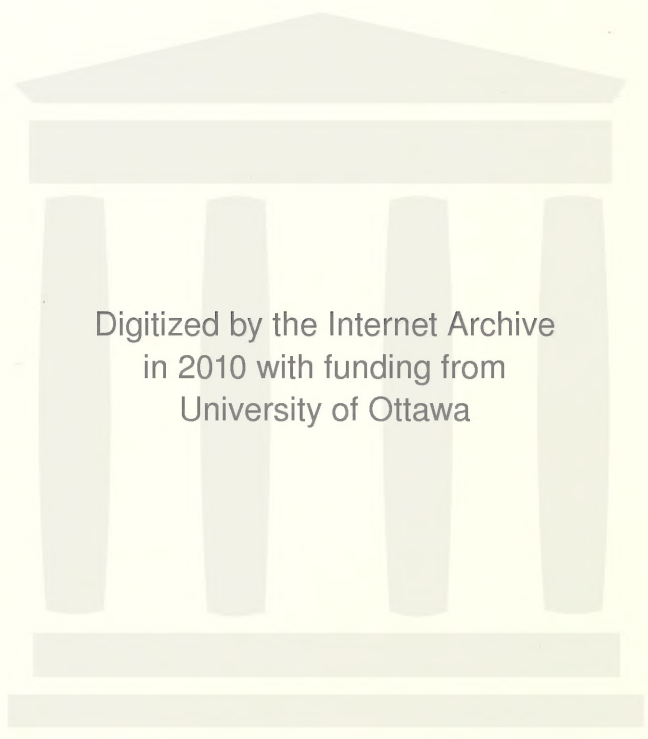 Digitized by the Internet Archive
in 2010 with funding from
University of Ottawa